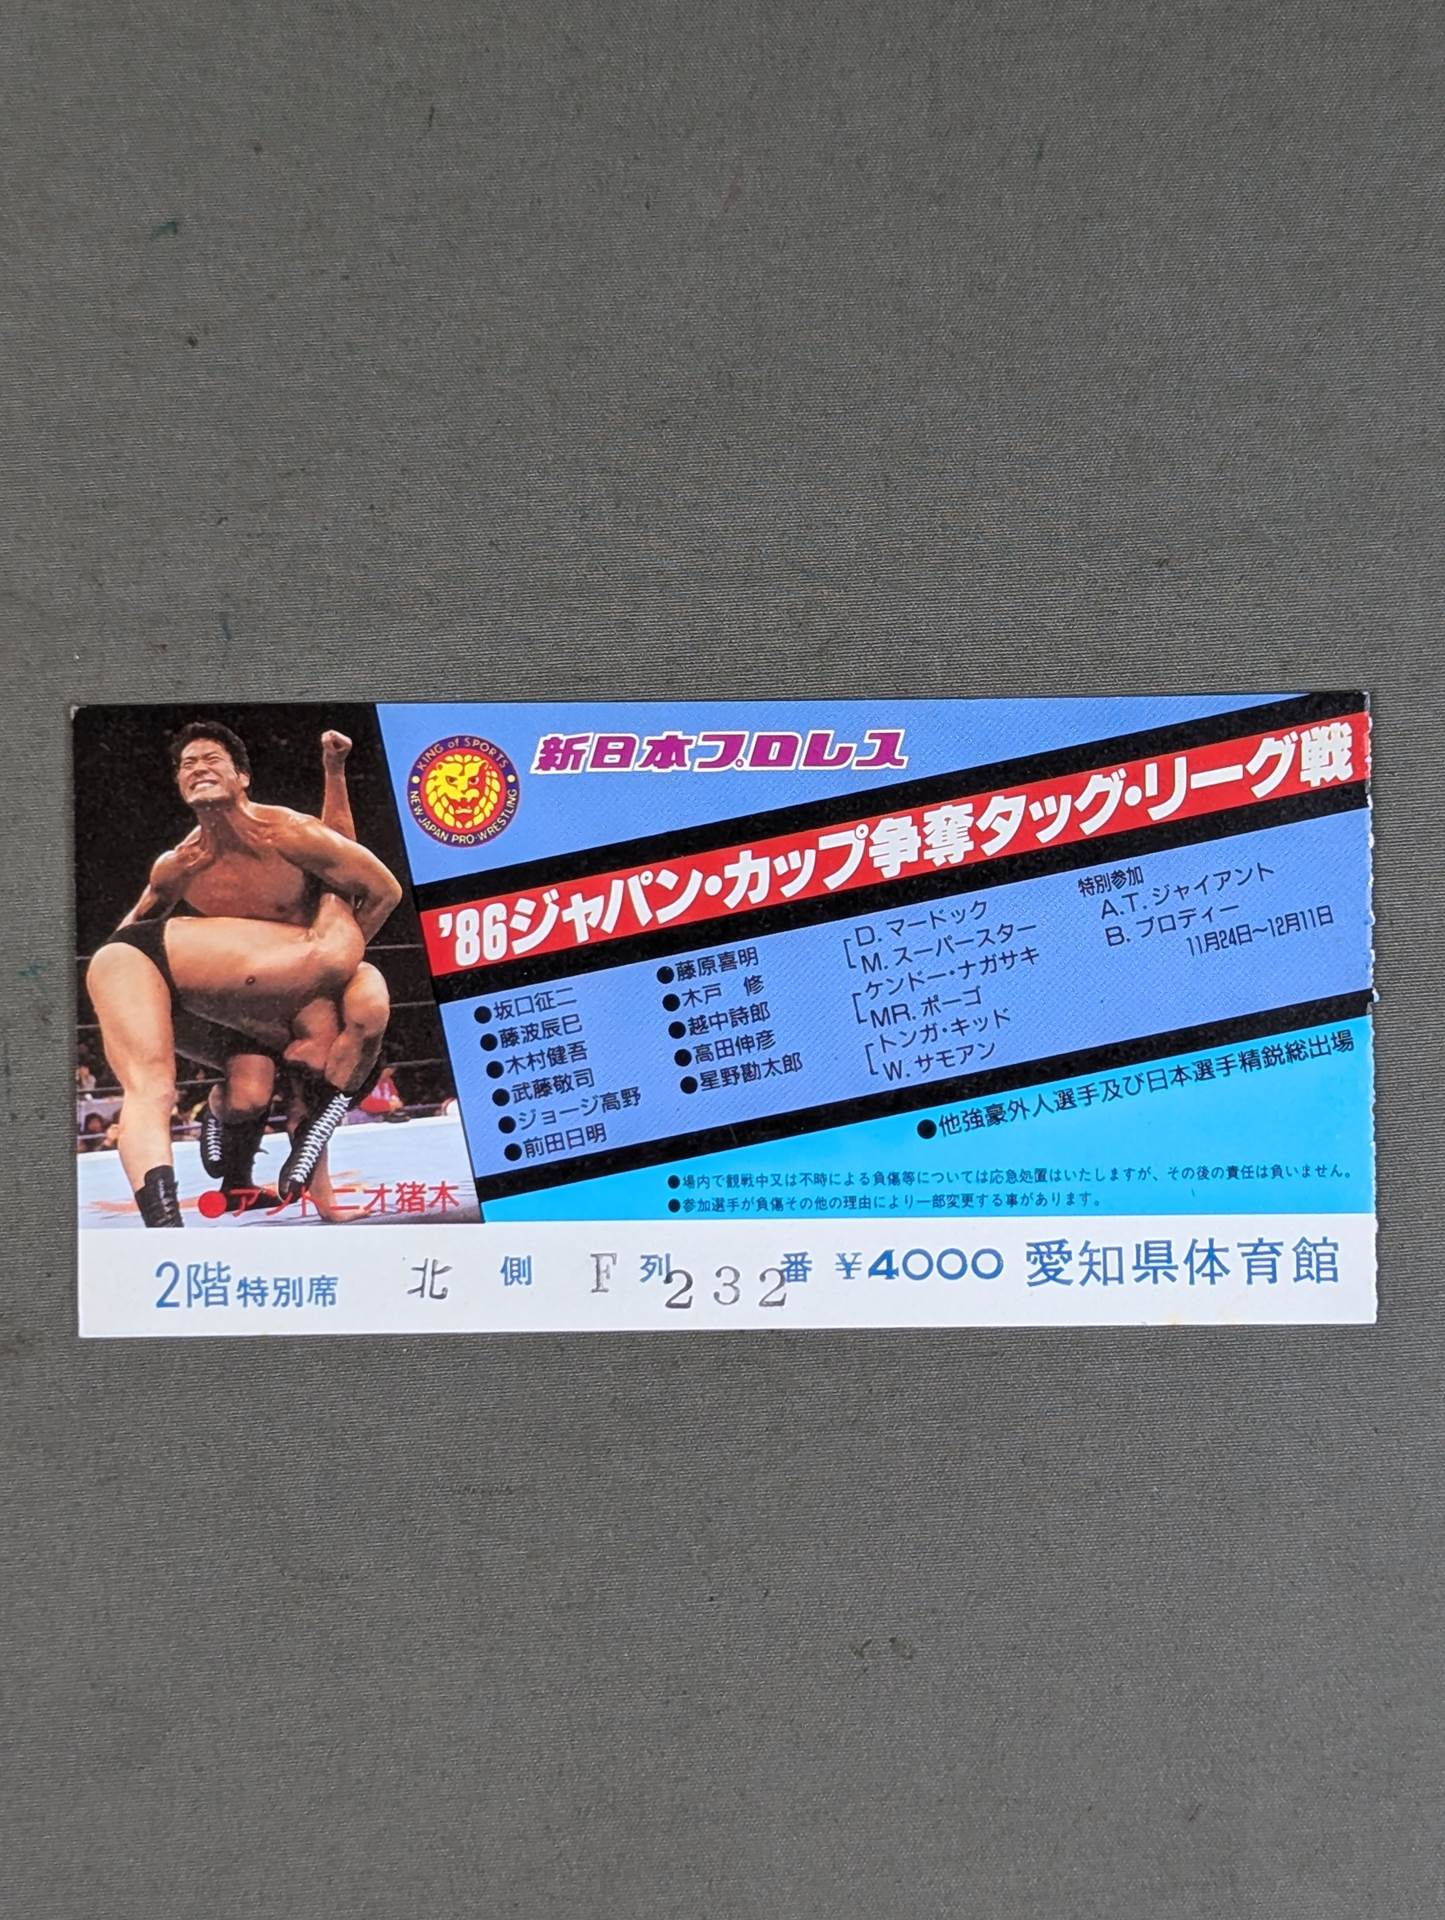 KING of SPORTS
NEW JAPAN PRO-WRESTLING
新日本プロレス
'86ジャパン・カップ争奪タッグ・リーグ戦
●坂口征二
●藤波辰巳
●木村健吾
●武藤敬司
●ジョージ高野
●前田日明
●藤原喜明
●木戸 修
●越中詩郎
●高田伸彦
●星野勘太郎
D. マードック
M. スーパースター
ケンドー・ナガサキ
MR. ポーゴ
トンガ・キッド
W. サモアン
特別参加
A.T. ジャイアント
B. ブロディー
11月24日〜12月11日
●他強豪外人選手及び日本選手精鋭総出場
●場内で観戦中又は不時による負傷等については応急処置はいたしますが、その後の責任は負いません。
●参加選手が負傷その他の理由により一部変更する事があります。
●アントニオ猪木
2階特別席 北 側 F 列 232 番 ¥4000 愛知県体育館